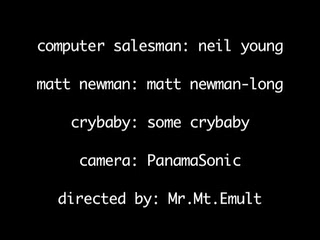 computer salesman: neil young
matt newman: matt newman-long
crybaby: some crybaby
camera: PanamaSonic
directed by: Mr.Mt.Emult